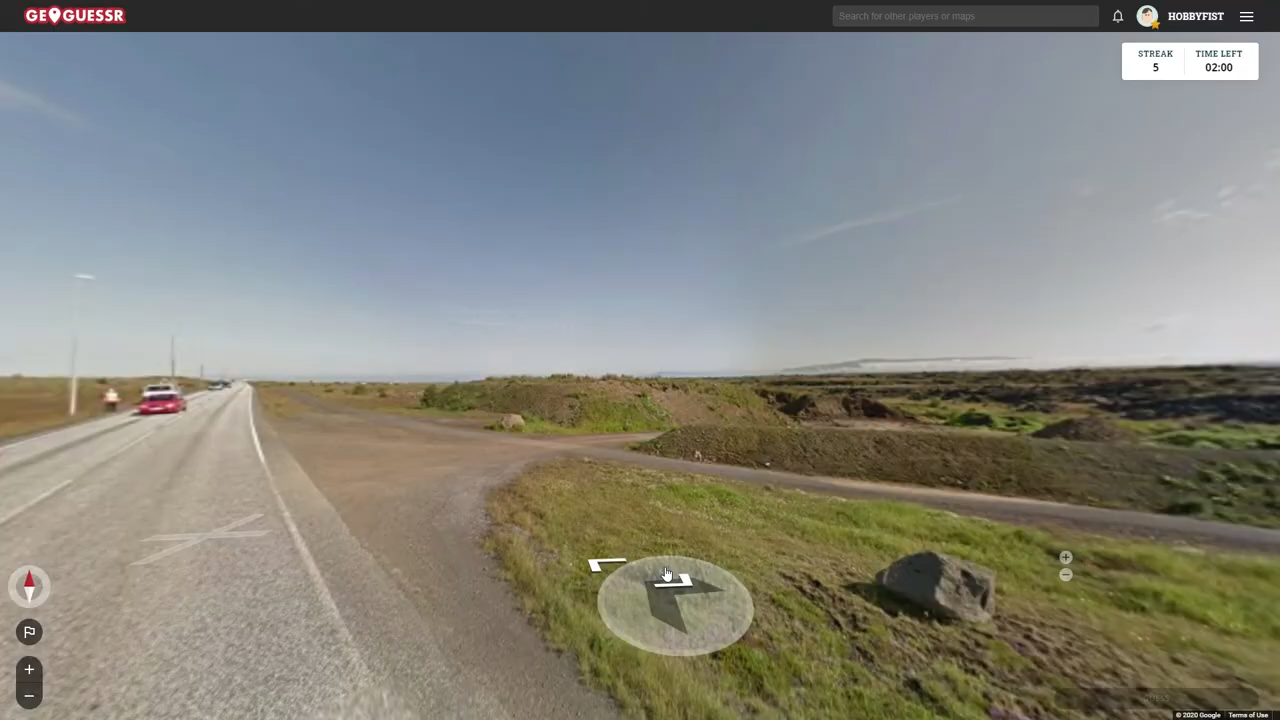 GEOGUESSR
Search for other players or maps
HOBBYFIST
STREAK
5
TIME LEFT
02:00
© 2020 Google
Terms of Use